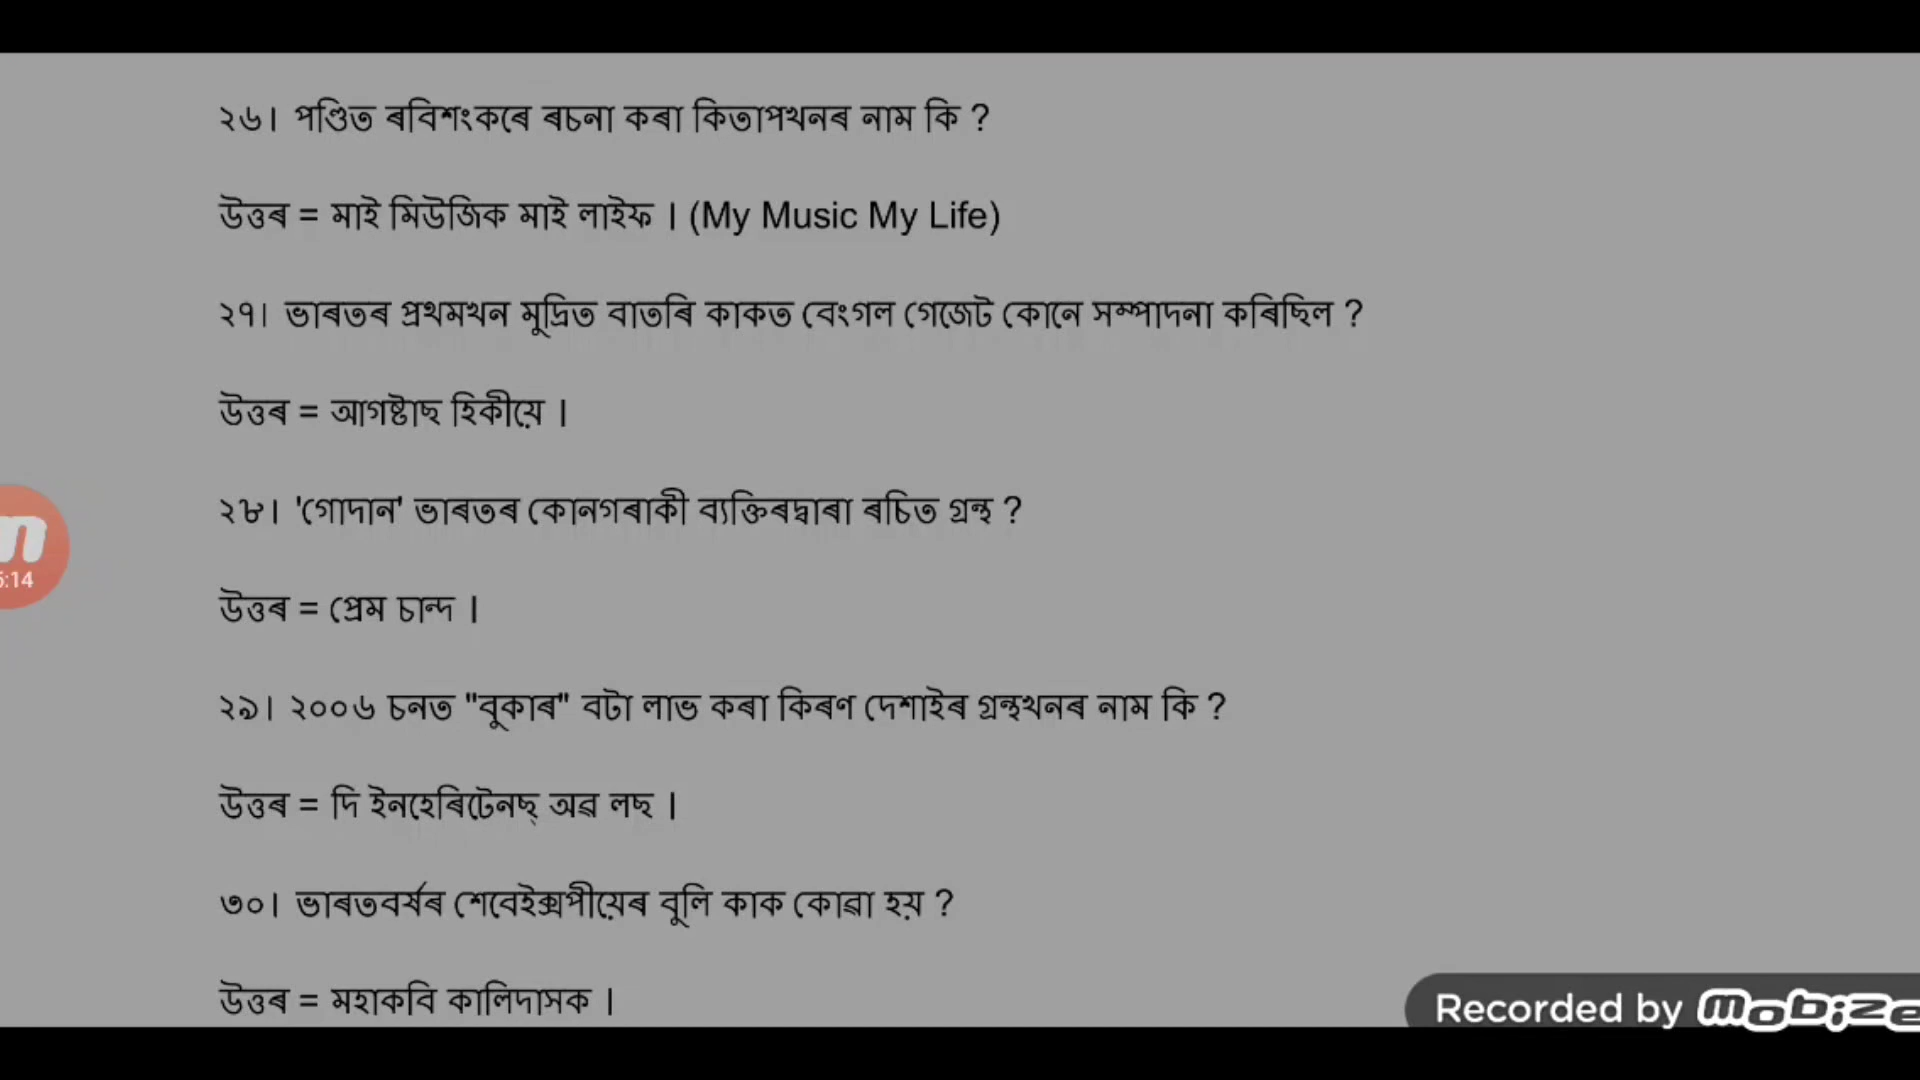 ২৬। পণ্ডিত ৰবিশংকৰে ৰচনা কৰা কিতাপখনৰ নাম কি ?
উত্তৰ = মাই মিউজিক মাই লাইফ । (My Music My Life)
২৭। ভাৰতৰ প্ৰথমখন মুদ্ৰিত বাতৰি কাকত বেংগল গেজেট কোনে সম্পাদনা কৰিছিল ?
উত্তৰ = আগষ্টাছ হিকীয়ে ।
২৮। 'গোদান' ভাৰতৰ কোনগৰাকী ব্যক্তিৰদ্বাৰা ৰচিত গ্ৰন্থ ?
:14
উত্তৰ = প্ৰেম চান্দ ।
২৯। ২০০৬ চনত "বুকাৰ" বটা লাভ কৰা কিৰণ দেশাইৰ গ্ৰন্থখনৰ নাম কি ?
উত্তৰ = দি ইনহেৰিটেনছ্ অৱ লছ ।
৩০। ভাৰতবৰ্ষৰ শেবেইক্সপীয়েৰ বুলি কাক কোৱা হয় ?
উত্তৰ = মহাকবি কালিদাসক ।
Recorded by Mobize